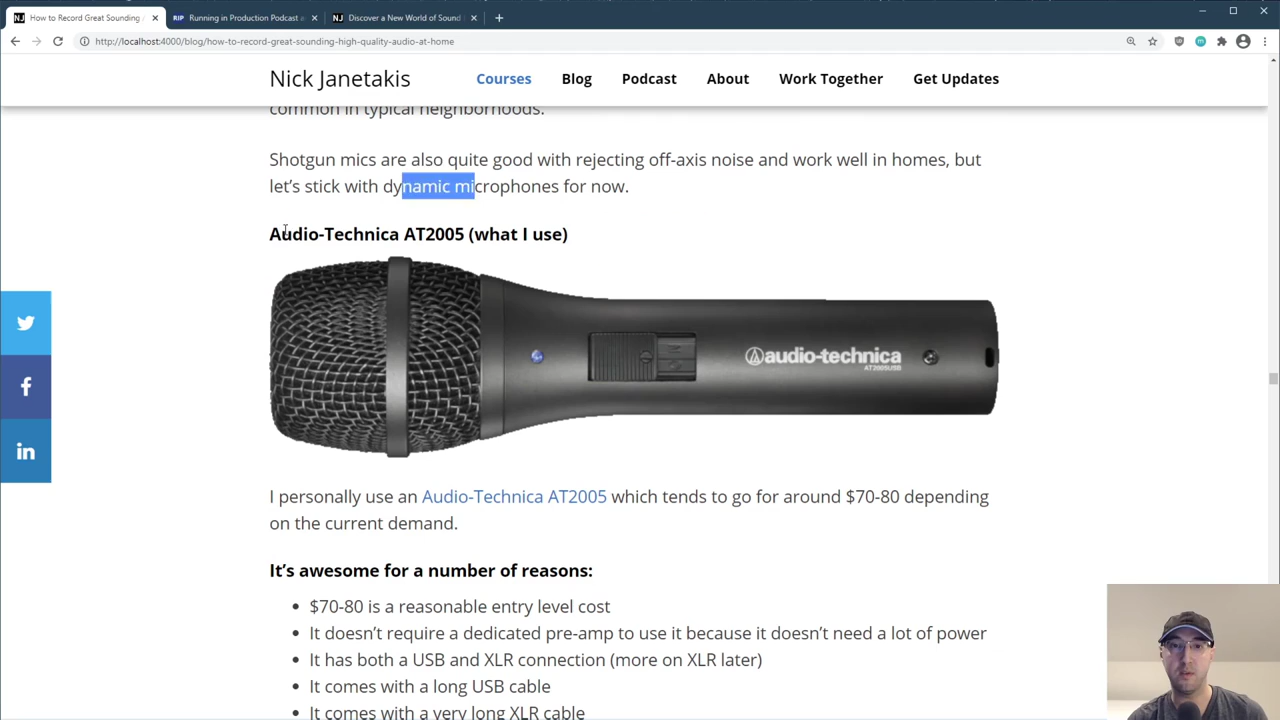 How to Record Great Sounding
Running in Production Podcast a
Discover a New World of Sound
http://localhost:4000/blog/how-to-record-great-sounding-high-quality-audio-at-home
Nick Janetakis
Courses
Blog
Podcast
About
Work Together
Get Updates
common in typical neighborhoods.
Shotgun mics are also quite good with rejecting off-axis noise and work well in homes, but
let's stick with dynamic microphones for now.
Audio-Technica AT2005 (what I use)
audio-technica
AT2005USB
I personally use an Audio-Technica AT2005 which tends to go for around $70-80 depending
on the current demand.
It's awesome for a number of reasons:
• $70-80 is a reasonable entry level cost
• It doesn't require a dedicated pre-amp to use it because it doesn't need a lot of power
• It has both a USB and XLR connection (more on XLR later)
• It comes with a long USB cable
• It comes with a very long XLR cable